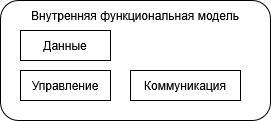 Внутренняя функциональная модель
Данные
Управление
Коммуникация